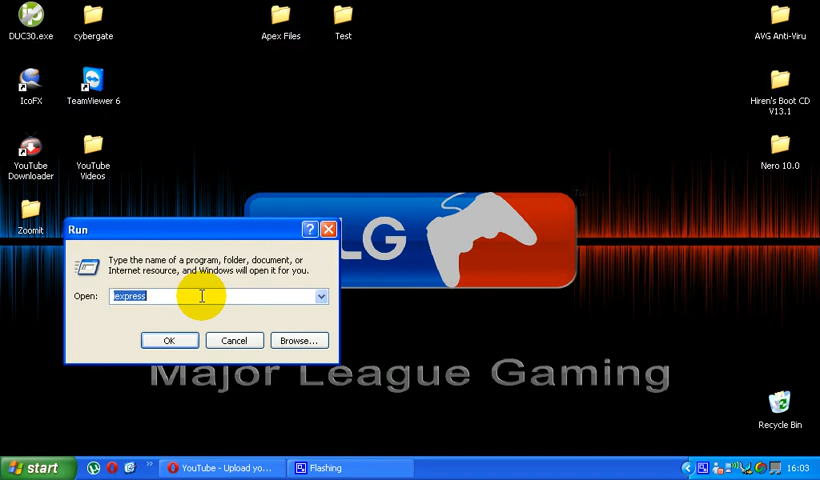 DUC30.exe
cybergate
Apex Files
Test
AVG Anti-Viru
IcoFX
TeamViewer 6
Hiren's Boot CD
V13.1
YouTube
Downloader
YouTube
Videos
Nero 10.0
Zoomit
Run
Type the name of a program, folder, document, or
Internet resource, and Windows will open it for you.
Open:
iexpress
OK
Cancel
Browse...
LG
Major League Gaming
Recycle Bin
start
YouTube - Upload yo...
Flashing
16:03